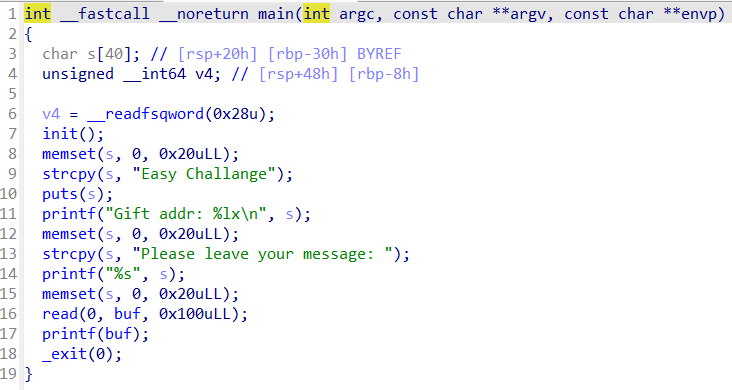 1 int __fastcall __noreturn main(int argc, const char **argv, const char **envp)
2 {
3   char s[40]; // [rsp+20h] [rbp-30h] BYREF
4   unsigned __int64 v4; // [rsp+48h] [rbp-8h]
5
6   v4 = __readfsqword(0x28u);
7   init();
8   memset(s, 0, 0x20uLL);
9   strcpy(s, "Easy Challange");
10   puts(s);
11   printf("Gift addr: %lx\n", s);
12   memset(s, 0, 0x20uLL);
13   strcpy(s, "Please leave your message: ");
14   printf("%s", s);
15   memset(s, 0, 0x20uLL);
16   read(0, buf, 0x100uLL);
17   printf(buf);
18   _exit(0);
19 }